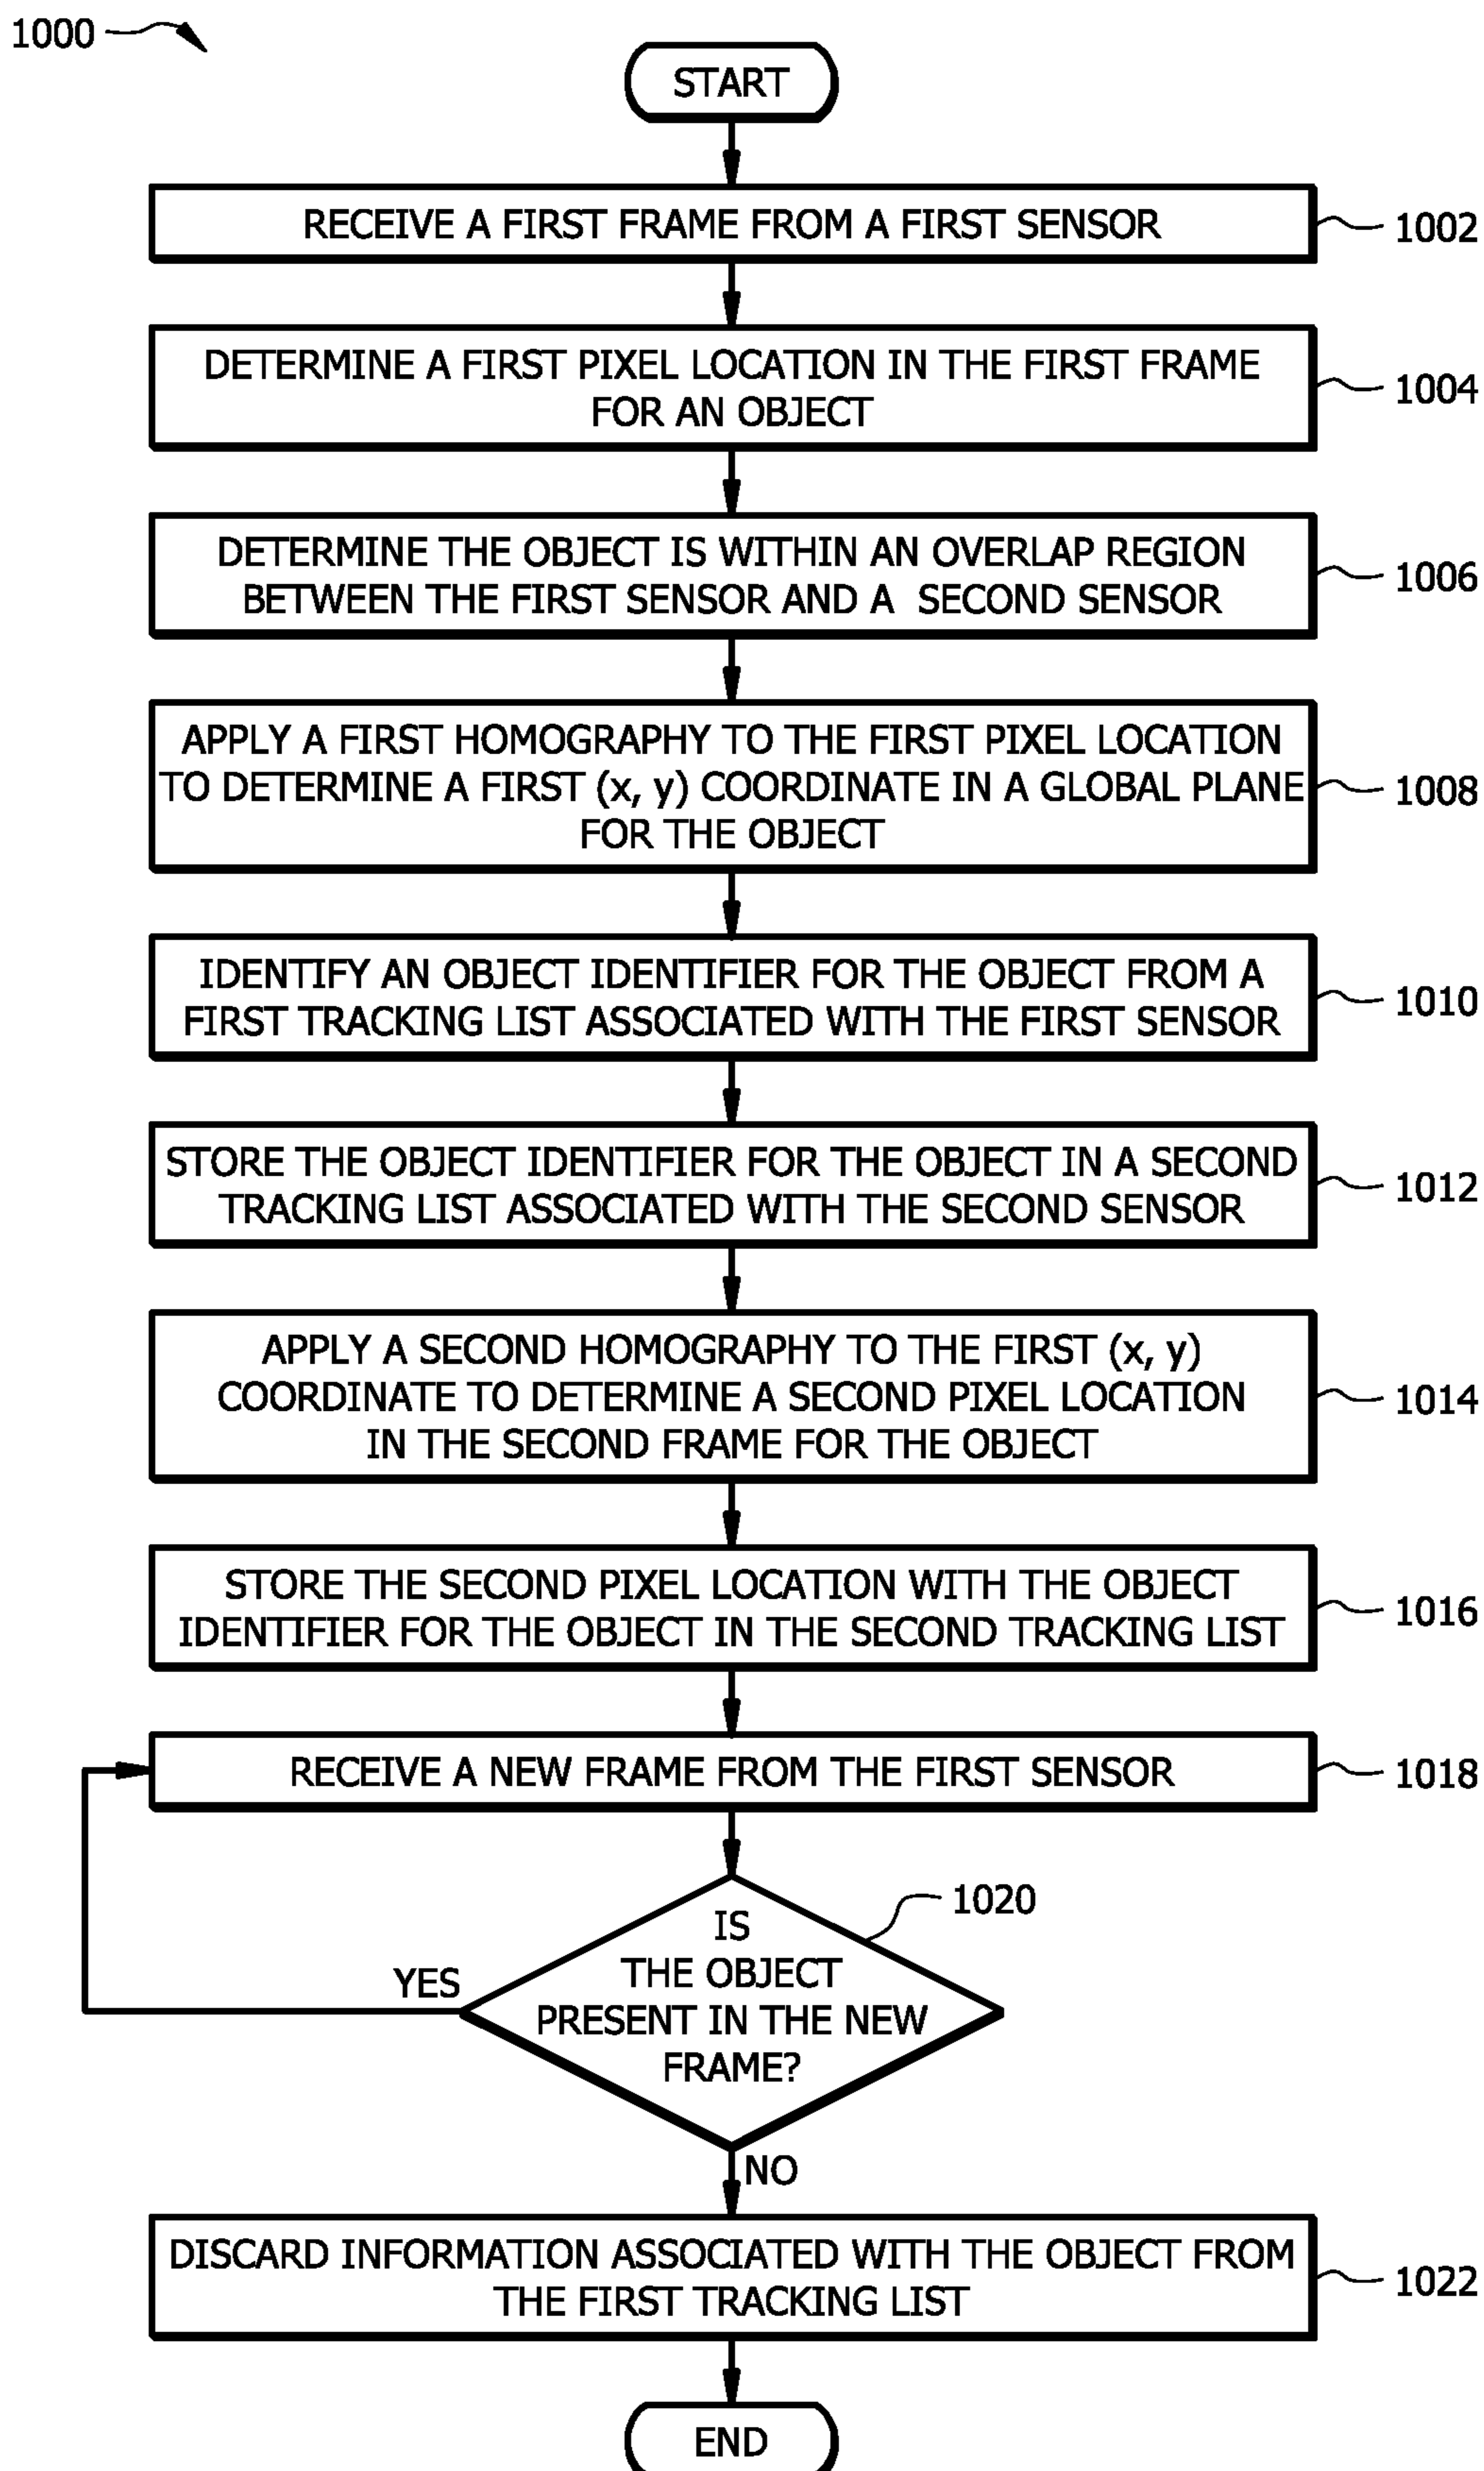 1000
START
RECEIVE A FIRST FRAME FROM A FIRST SENSOR
1002
DETERMINE A FIRST PIXEL LOCATION IN THE FIRST FRAME
FOR AN OBJECT
1004
DETERMINE THE OBJECT IS WITHIN AN OVERLAP REGION
BETWEEN THE FIRST SENSOR AND A SECOND SENSOR
1006
APPLY A FIRST HOMOGRAPHY TO THE FIRST PIXEL LOCATION
TO DETERMINE A FIRST (x, y) COORDINATE IN A GLOBAL PLANE
FOR THE OBJECT
1008
IDENTIFY AN OBJECT IDENTIFIER FOR THE OBJECT FROM A
FIRST TRACKING LIST ASSOCIATED WITH THE FIRST SENSOR
1010
STORE THE OBJECT IDENTIFIER FOR THE OBJECT IN A SECOND
TRACKING LIST ASSOCIATED WITH THE SECOND SENSOR
1012
APPLY A SECOND HOMOGRAPHY TO THE FIRST (x, y)
COORDINATE TO DETERMINE A SECOND PIXEL LOCATION
IN THE SECOND FRAME FOR THE OBJECT
1014
STORE THE SECOND PIXEL LOCATION WITH THE OBJECT
IDENTIFIER FOR THE OBJECT IN THE SECOND TRACKING LIST
1016
RECEIVE A NEW FRAME FROM THE FIRST SENSOR
1018
IS
THE OBJECT
PRESENT IN THE NEW
FRAME?
1020
YES
NO
DISCARD INFORMATION ASSOCIATED WITH THE OBJECT FROM
THE FIRST TRACKING LIST
1022
END